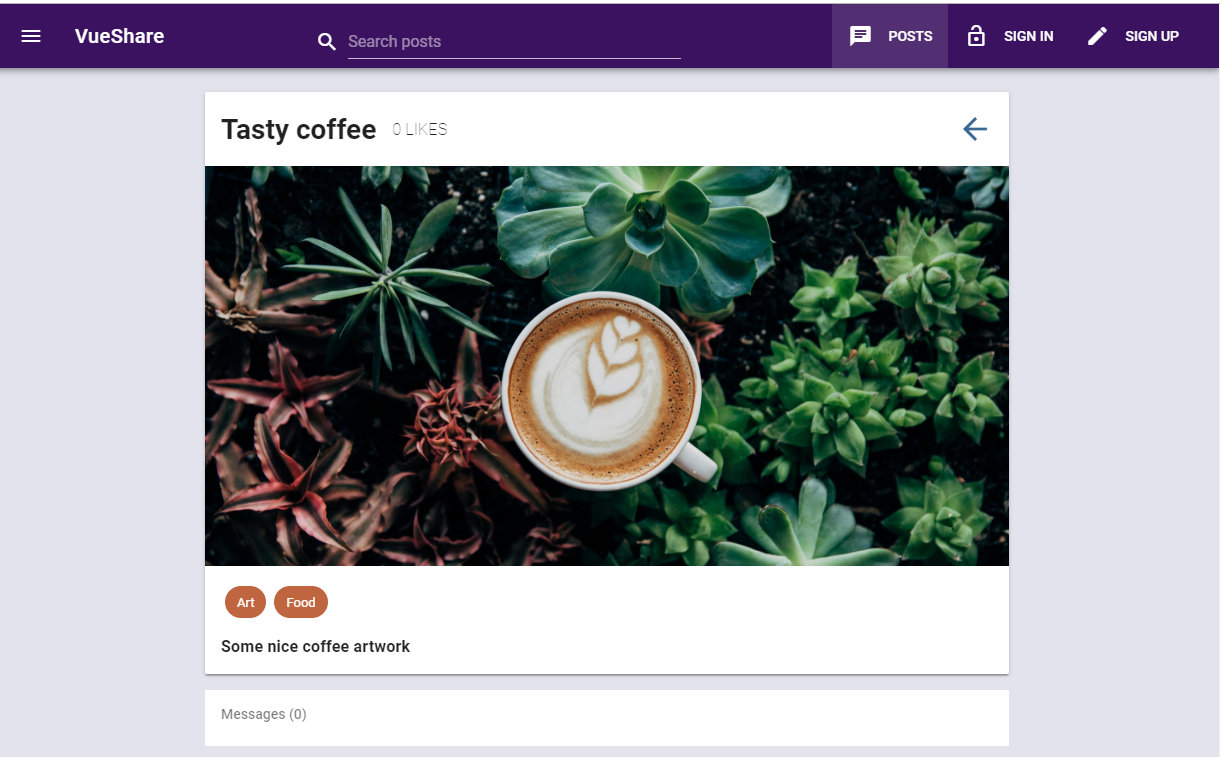 VueShare
Search posts
POSTS
SIGN IN
SIGN UP
Tasty coffee
0 LIKES
Art
Food
Some nice coffee artwork
Messages (0)